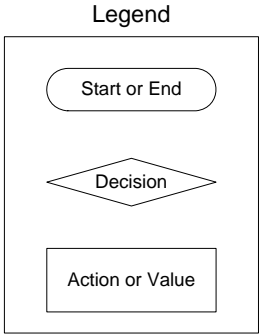 Legend
Start or End
Decision
Action or Value